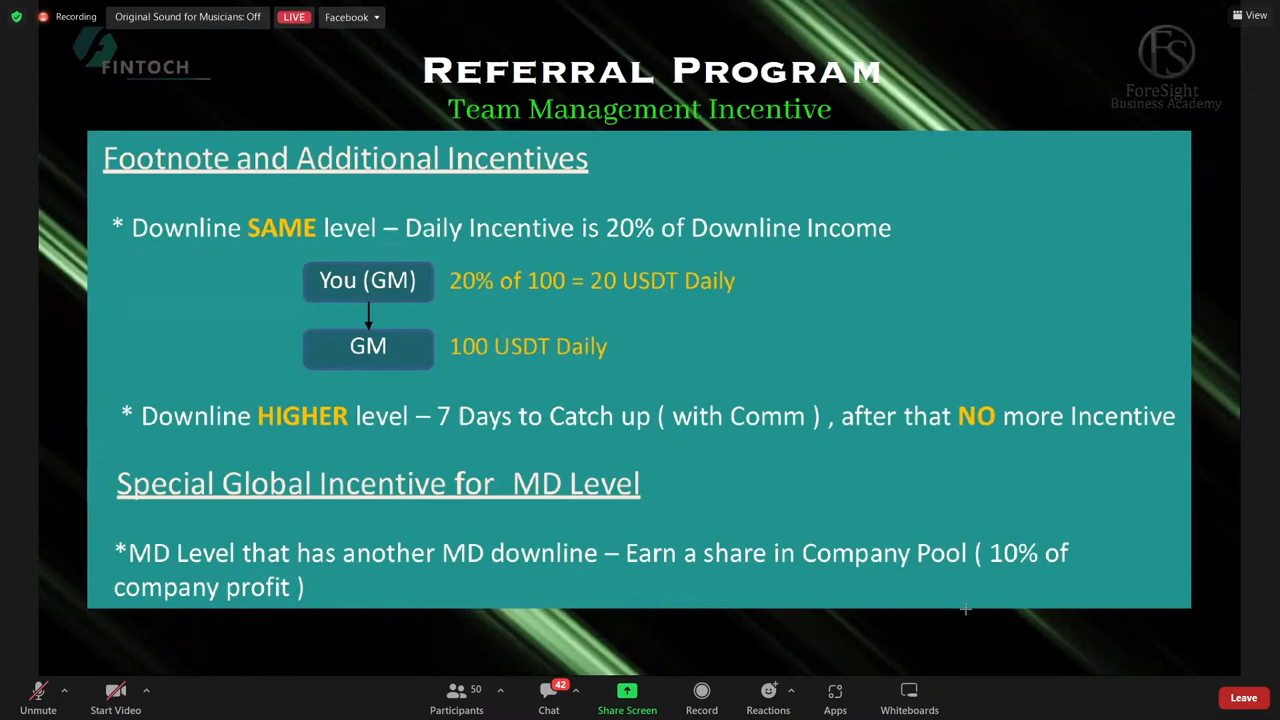 Recording
Original Sound for Musicians: Off
LIVE
Facebook
View
FINTOCH
REFERRAL PROGRAM
FS
ForeSight
Business Academy
Team Management Incentive
Footnote and Additional Incentives
* Downline SAME level – Daily Incentive is 20% of Downline Income
You (GM) 20% of 100 = 20 USDT Daily
GM 100 USDT Daily
* Downline HIGHER level – 7 Days to Catch up ( with Comm ) , after that NO more Incentive
Special Global Incentive for MD Level
*MD Level that has another MD downline – Earn a share in Company Pool ( 10% of
company profit )
50
42
Unmute
Start Video
Participants
Chat
Share Screen
Record
Reactions
Apps
Whiteboards
Leave